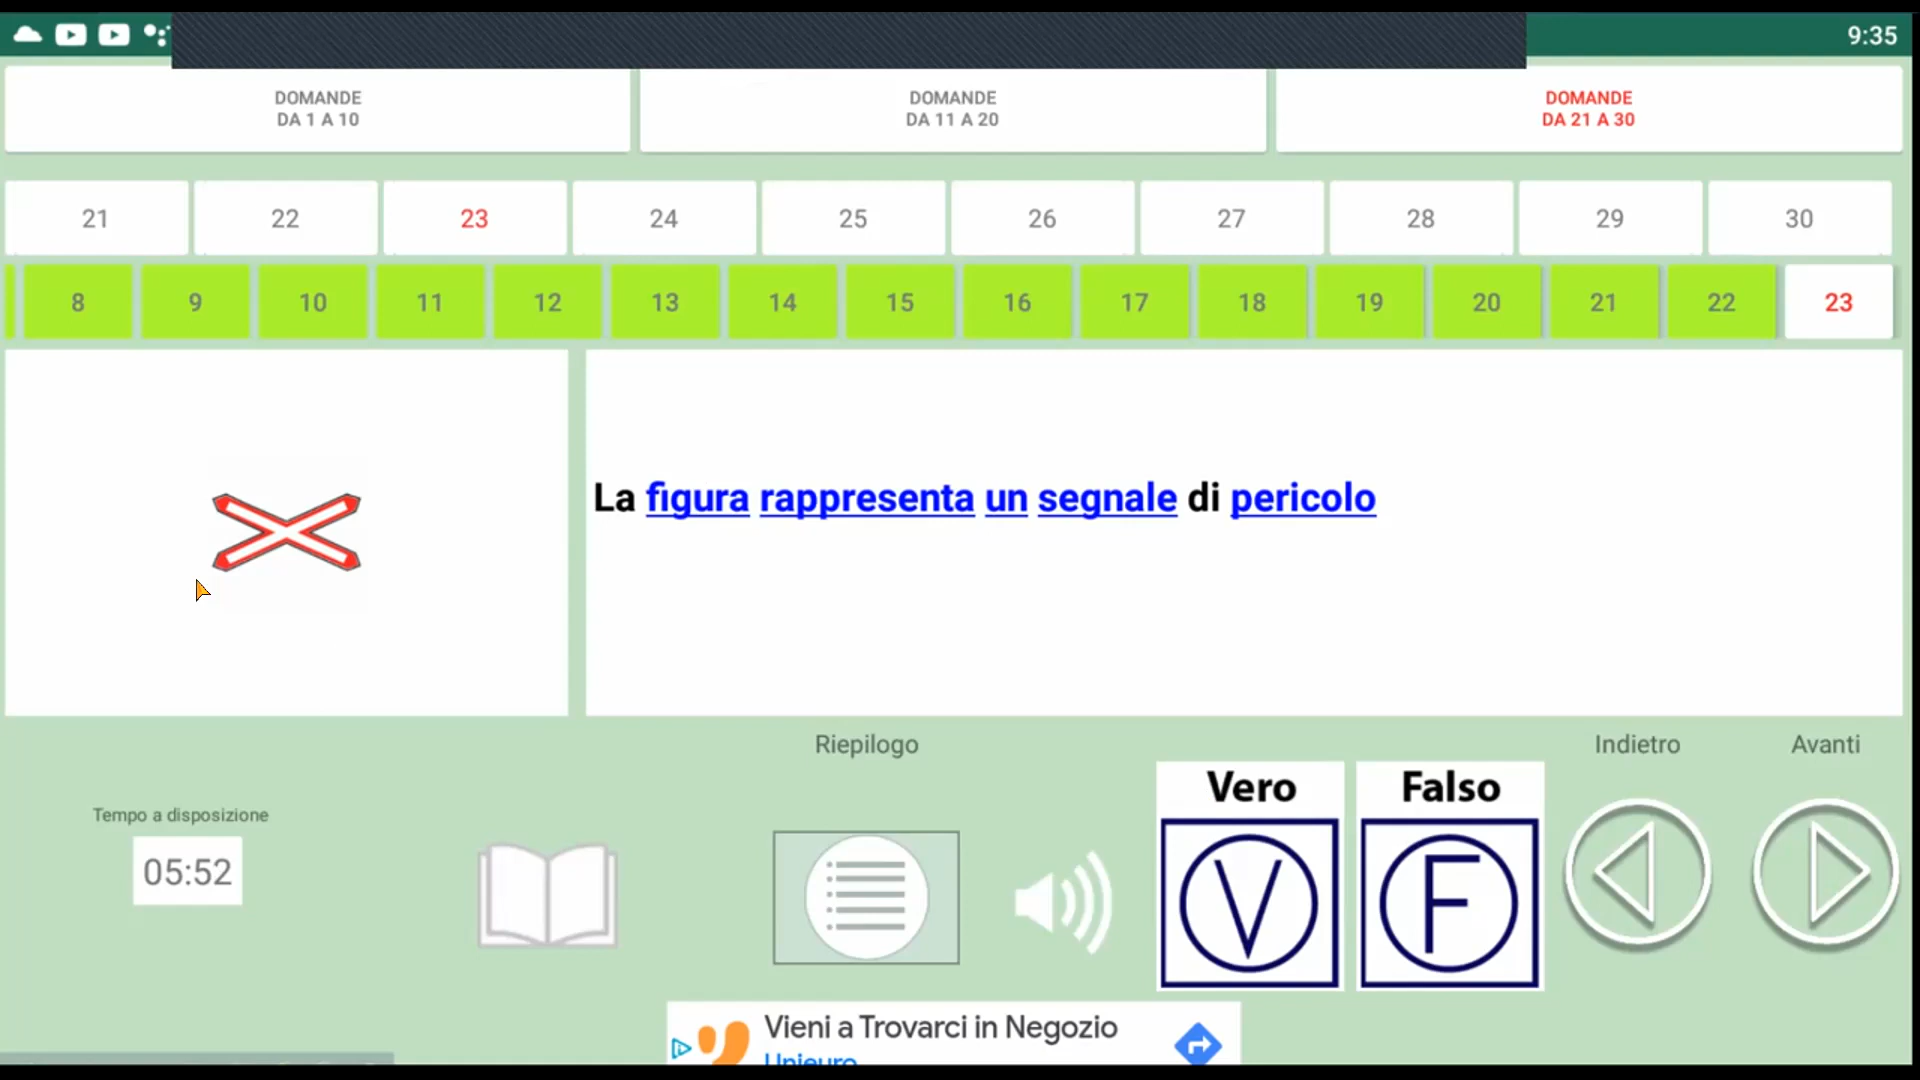 9:35
DOMANDE
DA 1 A 10
DOMANDE
DA 11 A 20
DOMANDE
DA 21 A 30
21 22 23 24 25 26 27 28 29 30
8 9 10 11 12 13 14 15 16 17 18 19 20 21 22 23
La figura rappresenta un segnale di pericolo
Riepilogo
Indietro
Avanti
Tempo a disposizione
05:52
Vero
Falso
V
F
Vieni a Trovarci in Negozio
Unieuro